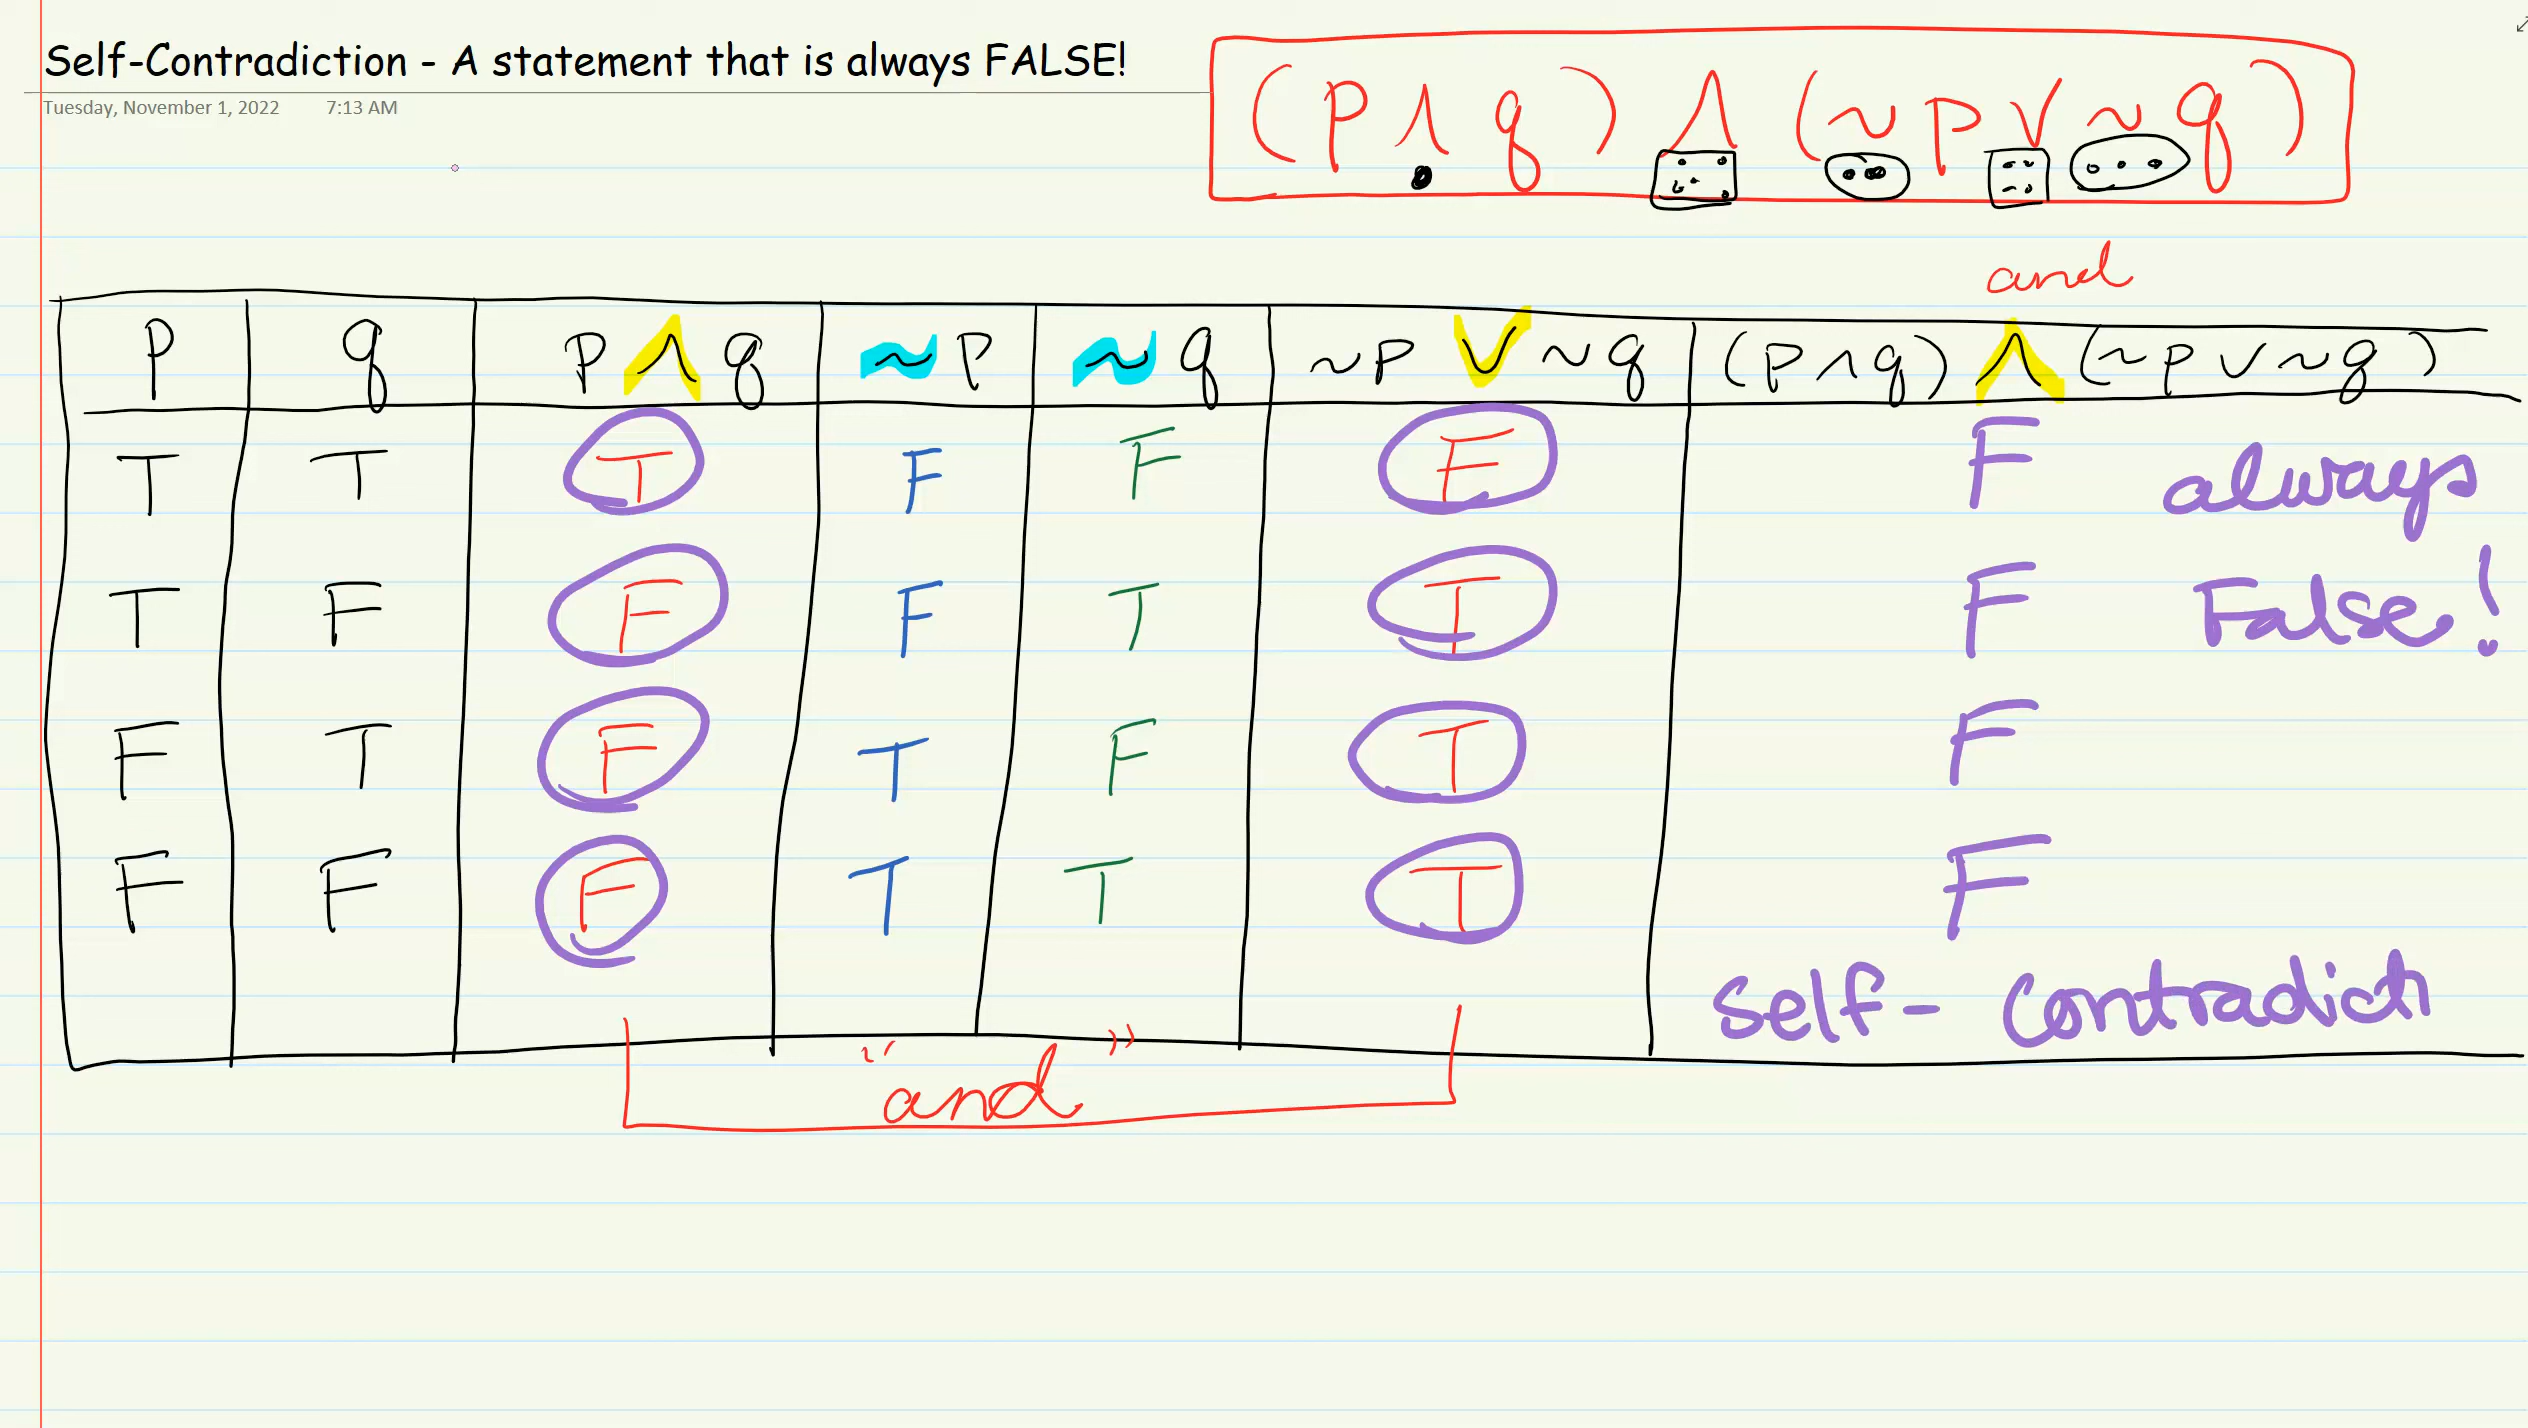 Self-Contradiction - A statement that is always FALSE!
Tuesday, November 1, 2022 7:13 AM
(p ∧ q) ∧ (~p ∨ ~q)
and
p q p ∧ q ~p ~q ~p ∨ ~q (p ∧ q) ∧ (~p ∨ ~q)
T T T F F F F always
T F F F T T F False!
F T F T F T F
F F F T T T F
self-contradict
"and"